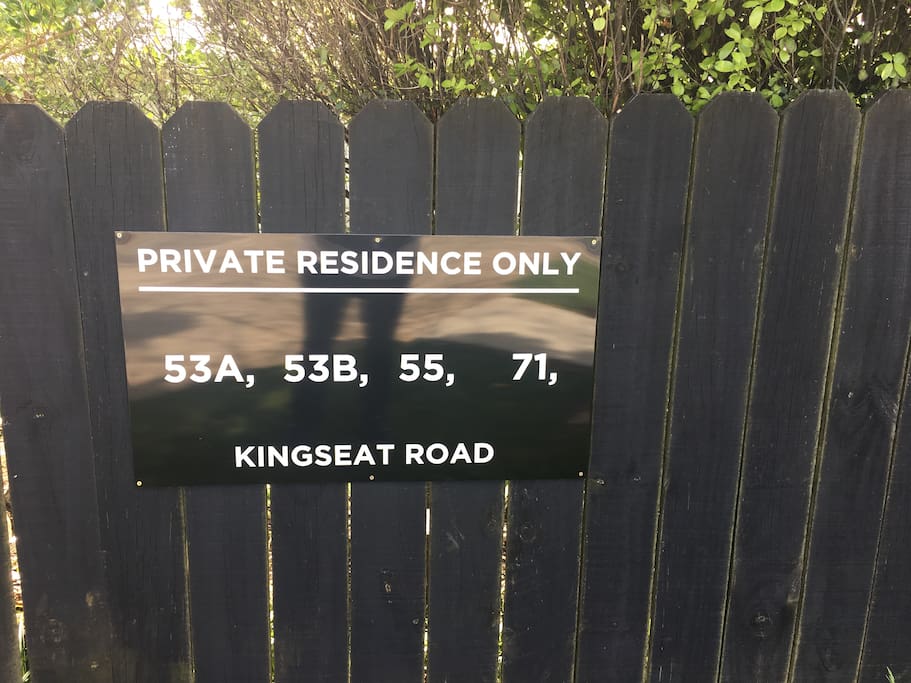 PRIVATE RESIDENCE ONLY
53A, 53B, 55, 71,
KINGSEAT ROAD